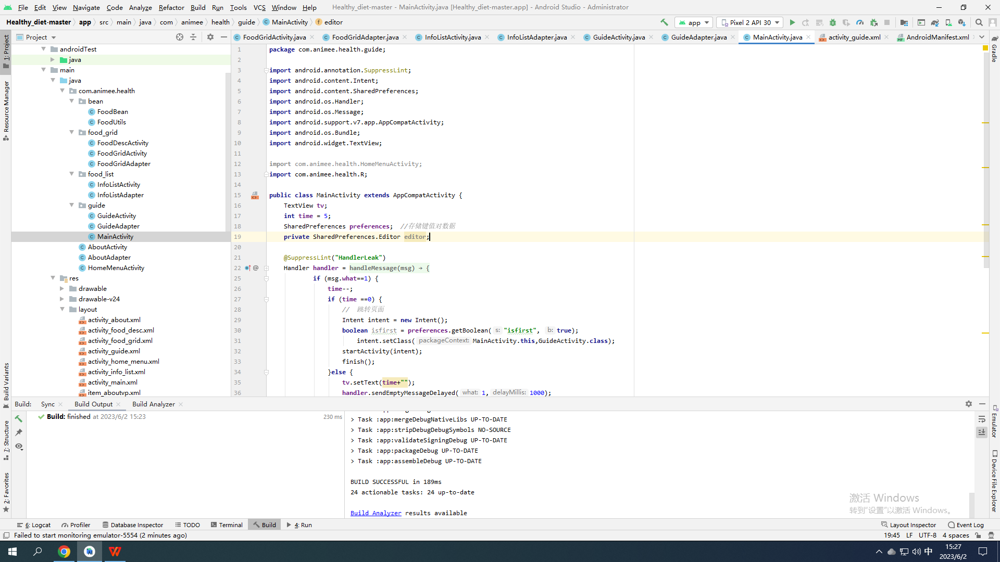 File Edit View Navigate Code Analyze Refactor Build Run Tools VCS Window Help Healthy_diet-master - MainActivity.java [Healthy_diet-master.app] - Android Studio - Administrator
Healthy_diet-master app src main java com animee health guide MainActivity editor
app Pixel 2 API 30
Project
FoodGridActivity.java FoodGridAdapter.java InfoListActivity.java InfoListAdapter.java GuideActivity.java GuideAdapter.java MainActivity.java activity_guide.xml AndroidManifest.xml
1: Project
Resource Manager
Build Variants
7: Structure
2: Favorites
androidTest
java
main
java
com.animee.health
bean
FoodBean
FoodUtils
food_grid
FoodDescActivity
FoodGridActivity
FoodGridAdapter
food_list
InfoListActivity
InfoListAdapter
guide
GuideActivity
GuideAdapter
MainActivity
AboutActivity
AboutAdapter
HomeMenuActivity
res
drawable
drawable-v24
layout
activity_about.xml
activity_food_desc.xml
activity_food_grid.xml
activity_guide.xml
activity_home_menu.xml
activity_info_list.xml
activity_main.xml
item_aboutvp.xml
1 package com.animee.health.guide;
2
3 import android.annotation.SuppressLint;
4 import android.content.Intent;
5 import android.content.SharedPreferences;
6 import android.os.Handler;
7 import android.os.Message;
8 import android.support.v7.app.AppCompatActivity;
9 import android.os.Bundle;
10 import android.widget.TextView;
11
12 import com.animee.health.HomeMenuActivity;
13 import com.animee.health.R;
14
15 public class MainActivity extends AppCompatActivity {
16 TextView tv;
17 int time = 5;
18 SharedPreferences preferences; //存储键值对数据
19 private SharedPreferences.Editor editor;
20
21 @SuppressLint("HandlerLeak")
22 @ Handler handler = handleMessage(msg) → {
25 if (msg.what==1) {
26 time--;
27 if (time ==0) {
28 // 跳转页面
29 Intent intent = new Intent();
30 boolean isfirst = preferences.getBoolean( s: "isfirst", b: true);
31 intent.setClass( packageContext: MainActivity.this,GuideActivity.class);
32 startActivity(intent);
33 finish();
34 }else {
35 tv.setText(time+"");
36 handler.sendEmptyMessageDelayed( what: 1, delayMillis: 1000);
Gradle
Emulator
Device File Explorer
Build: Sync Build Output Build Analyzer
Build: finished at 2023/6/2 15:23 230 ms
> Task :app:mergeDebugNativeLibs UP-TO-DATE
> Task :app:stripDebugDebugSymbols NO-SOURCE
> Task :app:validateSigningDebug UP-TO-DATE
> Task :app:packageDebug UP-TO-DATE
> Task :app:assembleDebug UP-TO-DATE
BUILD SUCCESSFUL in 189ms
24 actionable tasks: 24 up-to-date
Build Analyzer results available
激活 Windows
转到"设置"以激活 Windows。
6: Logcat Profiler Database Inspector TODO Terminal Build 4: Run Layout Inspector Event Log
Failed to start monitoring emulator-5554 (2 minutes ago) 19:45 LF UTF-8 4 spaces
中 15:27
2023/6/2